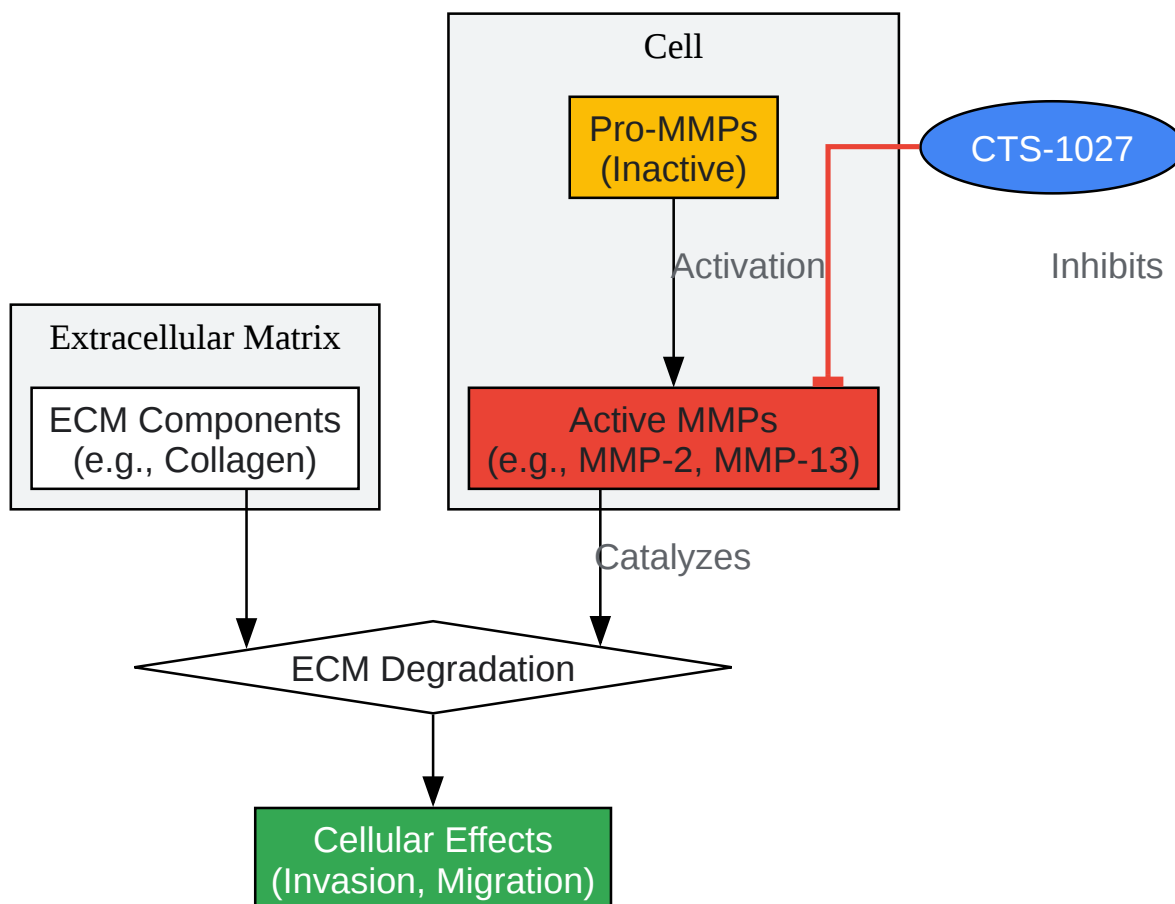 Cell
Pro-MMPs
(Inactive)
CTS-1027
Activation
Inhibits
Extracellular Matrix
ECM Components
(e.g., Collagen)
Active MMPs
(e.g., MMP-2, MMP-13)
Catalyzes
ECM Degradation
Cellular Effects
(Invasion, Migration)